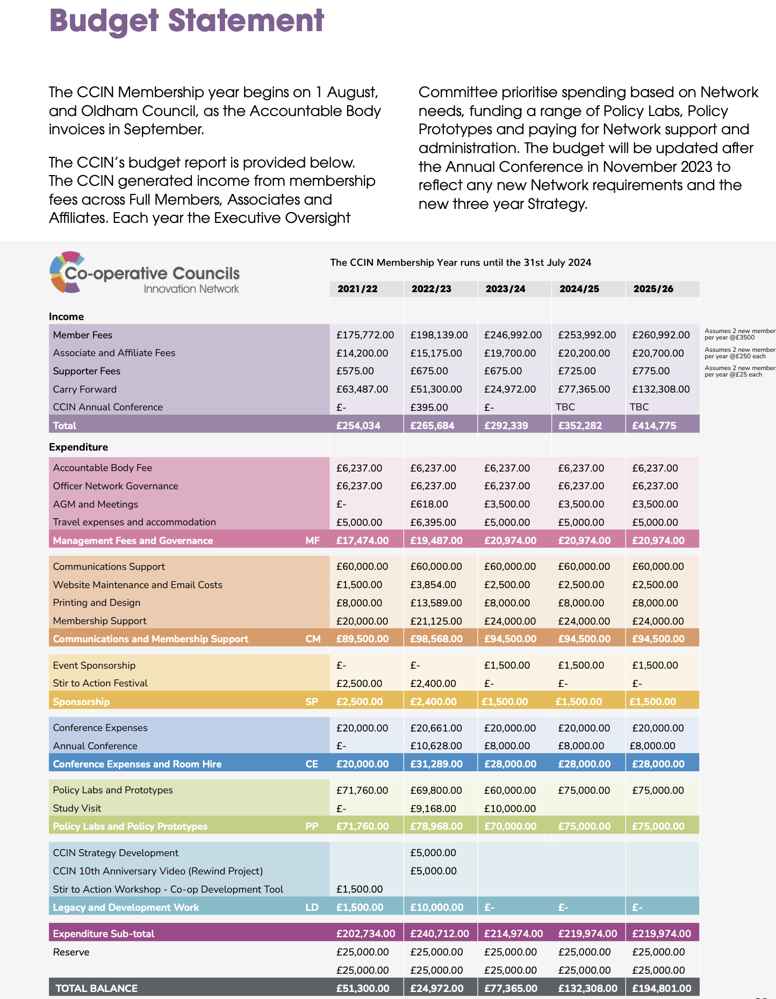 Budget Statement
The CCIN Membership year begins on 1 August,
and Oldham Council, as the Accountable Body
invoices in September.
The CCIN’s budget report is provided below.
The CCIN generated income from membership
fees across Full Members, Associates and
Affiliates. Each year the Executive Oversight
Committee prioritise spending based on Network
needs, funding a range of Policy Labs, Policy
Prototypes and paying for Network support and
administration. The budget will be updated after
the Annual Conference in November 2023 to
reflect any new Network requirements and the
new three year Strategy.
Co-operative Councils
Innovation Network
The CCIN Membership Year runs until the 31st July 2024
2021/22 2022/23 2023/24 2024/25 2025/26
Income
Member Fees £175,772.00 £198,139.00 £246,992.00 £253,992.00 £260,992.00
Assumes 2 new member
per year @£3500
Associate and Affiliate Fees £14,200.00 £15,175.00 £19,700.00 £20,200.00 £20,700.00
Assumes 2 new member
per year @£250 each
Supporter Fees £575.00 £675.00 £675.00 £725.00 £775.00
Assumes 2 new member
per year @£25 each
Carry Forward £63,487.00 £51,300.00 £24,972.00 £77,365.00 £132,308.00
CCIN Annual Conference £- £395.00 £- TBC TBC
Total £254,034 £265,684 £292,339 £352,282 £414,775
Expenditure
Accountable Body Fee £6,237.00 £6,237.00 £6,237.00 £6,237.00 £6,237.00
Officer Network Governance £6,237.00 £6,237.00 £6,237.00 £6,237.00 £6,237.00
AGM and Meetings £- £618.00 £3,500.00 £3,500.00 £3,500.00
Travel expenses and accommodation £5,000.00 £6,395.00 £5,000.00 £5,000.00 £5,000.00
Management Fees and Governance MF £17,474.00 £19,487.00 £20,974.00 £20,974.00 £20,974.00
Communications Support £60,000.00 £60,000.00 £60,000.00 £60,000.00 £60,000.00
Website Maintenance and Email Costs £1,500.00 £3,854.00 £2,500.00 £2,500.00 £2,500.00
Printing and Design £8,000.00 £13,589.00 £8,000.00 £8,000.00 £8,000.00
Membership Support £20,000.00 £21,125.00 £24,000.00 £24,000.00 £24,000.00
Communications and Membership Support CM £89,500.00 £98,568.00 £94,500.00 £94,500.00 £94,500.00
Event Sponsorship £- £- £1,500.00 £1,500.00 £1,500.00
Stir to Action Festival £2,500.00 £2,400.00 £- £- £-
Sponsorship SP £2,500.00 £2,400.00 £1,500.00 £1,500.00 £1,500.00
Conference Expenses £20,000.00 £20,661.00 £20,000.00 £20,000.00 £20,000.00
Annual Conference £- £10,628.00 £8,000.00 £8,000.00 £8,000.00
Conference Expenses and Room Hire CE £20,000.00 £31,289.00 £28,000.00 £28,000.00 £28,000.00
Policy Labs and Prototypes £71,760.00 £69,800.00 £60,000.00 £75,000.00 £75,000.00
Study Visit £- £9,168.00 £10,000.00
Policy Labs and Policy Prototypes PP £71,760.00 £78,968.00 £70,000.00 £75,000.00 £75,000.00
CCIN Strategy Development £5,000.00
CCIN 10th Anniversary Video (Rewind Project) £5,000.00
Stir to Action Workshop - Co-op Development Tool £1,500.00
Legacy and Development Work LD £1,500.00 £10,000.00 £- £- £-
Expenditure Sub-total £202,734.00 £240,712.00 £214,974.00 £219,974.00 £219,974.00
Reserve £25,000.00 £25,000.00 £25,000.00 £25,000.00 £25,000.00
£25,000.00 £25,000.00 £25,000.00 £25,000.00 £25,000.00
TOTAL BALANCE £51,300.00 £24,972.00 £77,365.00 £132,308.00 £194,801.00